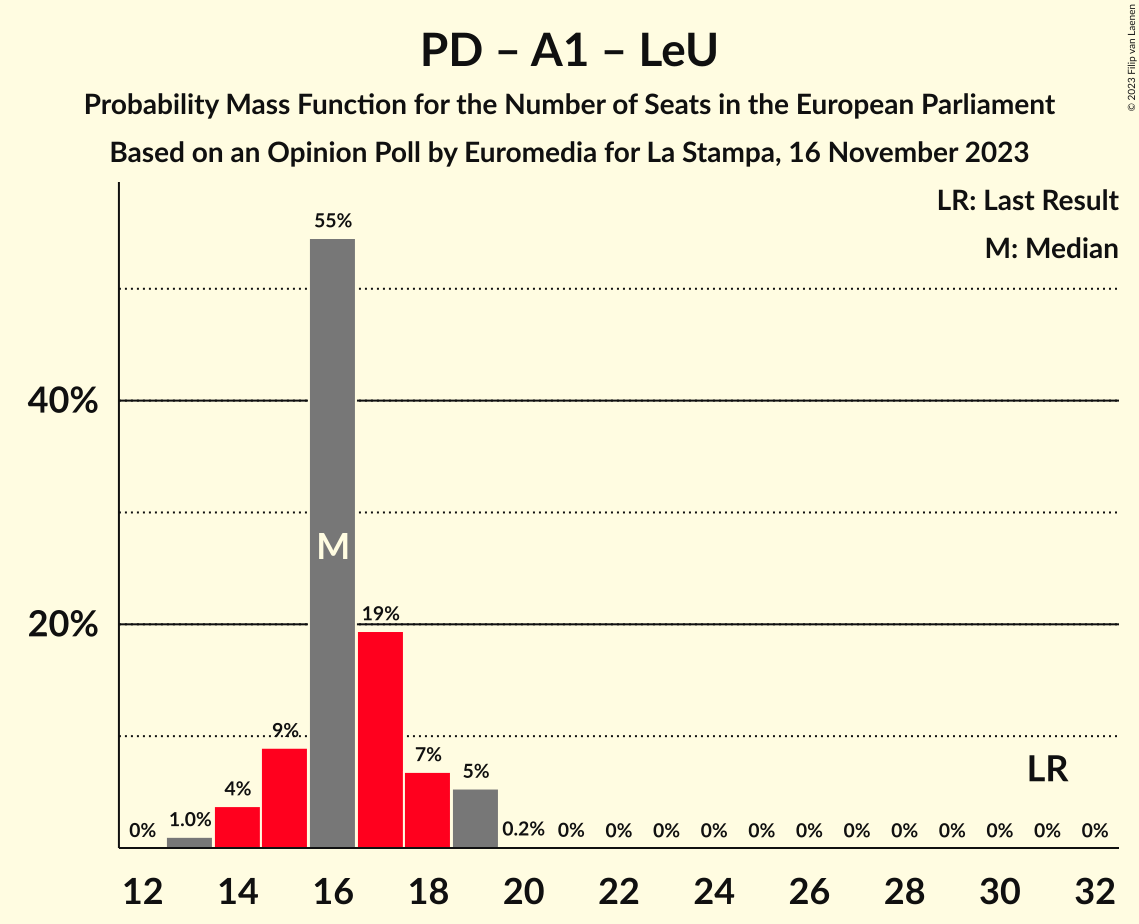 PD – A1 – LeU
Probability Mass Function for the Number of Seats in the European Parliament
Based on an Opinion Poll by Euromedia for La Stampa, 16 November 2023
© 2023 Filip van Laenen
LR: Last Result
M: Median
55%
40%
M
20%
19%
9%
7%
5%
4%
LR
0% 1.0% 0.2% 0% 0% 0% 0% 0% 0% 0% 0% 0% 0% 0% 0%
12 14 16 18 20 22 24 26 28 30 32